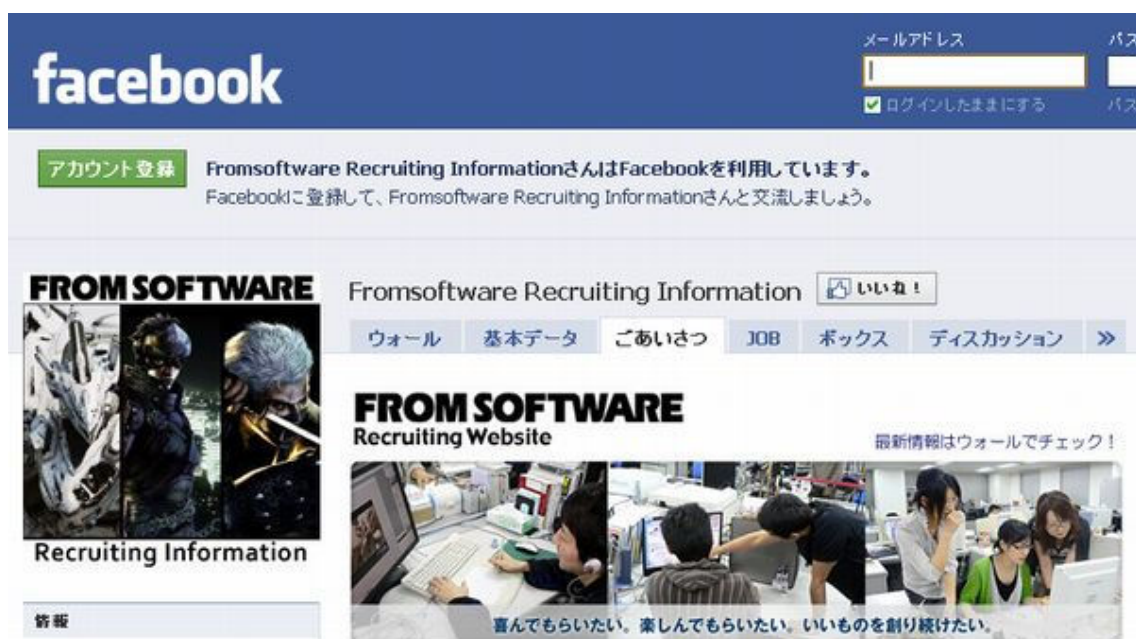 facebook
メールアドレス
パス
ログインしたままにする
パス
アカウント登録
Fromsoftware Recruiting InformationさんはFacebookを利用しています。
Facebookに登録して、Fromsoftware Recruiting Informationさんと交流しましょう。
FROM SOFTWARE
Recruiting Information
情報
Fromsoftware Recruiting Information
いいね!
ウォール 基本データ ごあいさつ JOB ボックス ディスカッション »
FROM SOFTWARE
Recruiting Website
最新情報はウォールでチェック!
喜んでもらいたい。楽しんでもらいたい。いいものを創り続けたい。